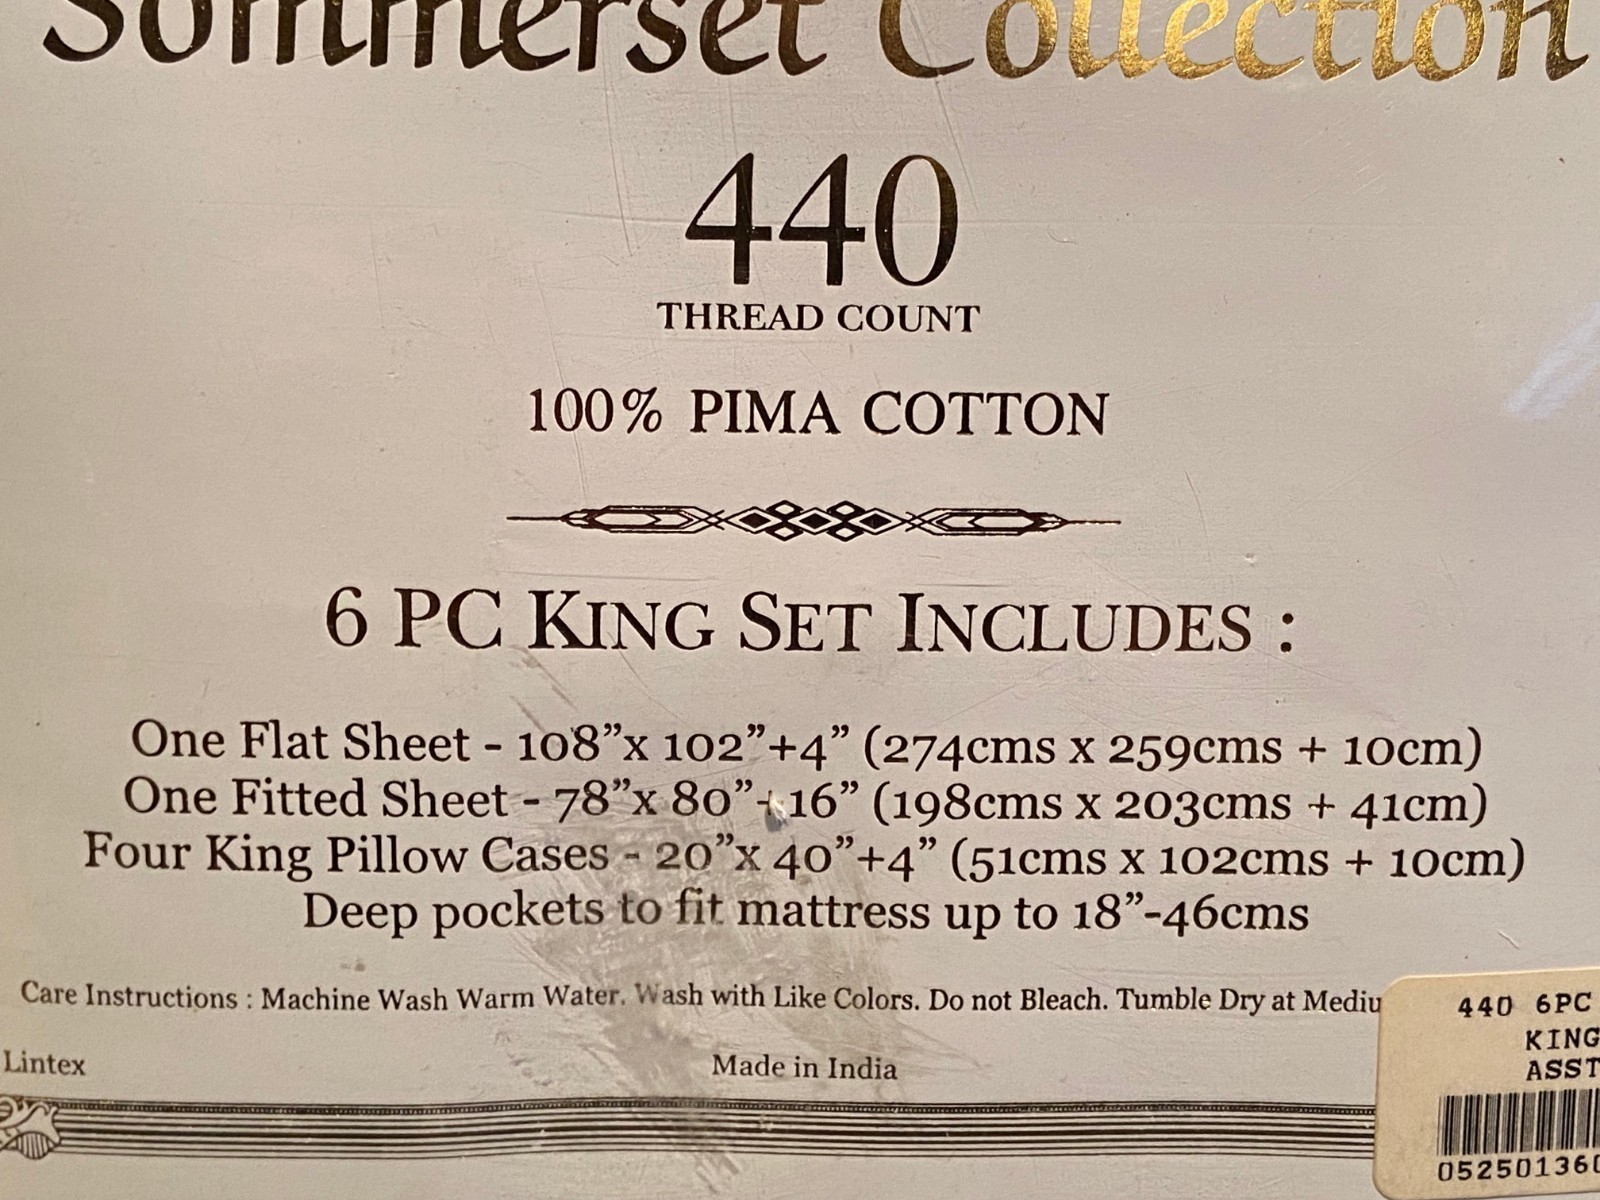 Sommerset Collection
440
THREAD COUNT
100% PIMA COTTON
6 PC KING SET INCLUDES :
One Flat Sheet - 108”x 102”+4” (274cms x 259cms + 10cm)
One Fitted Sheet - 78”x 80”+16” (198cms x 203cms + 41cm)
Four King Pillow Cases - 20”x 40”+4” (51cms x 102cms + 10cm)
Deep pockets to fit mattress up to 18”-46cms
Care Instructions : Machine Wash Warm Water. Wash with Like Colors. Do not Bleach. Tumble Dry at Mediu
Lintex
Made in India
440 6PC
KING
ASST
052501360